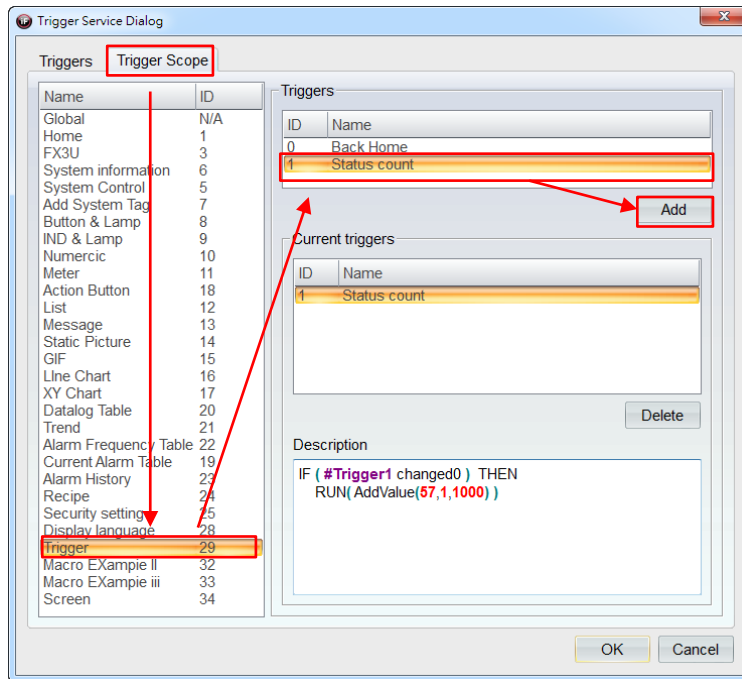 iF Trigger Service Dialog
Triggers Trigger Scope
Name ID
Global N/A
Home 1
FX3U 3
System information 6
System Control 5
Add System Tag 7
Button & Lamp 8
IND & Lamp 9
Numercic 10
Meter 11
Action Button 18
List 12
Message 13
Static Picture 14
GIF 15
LIne Chart 16
XY Chart 17
Datalog Table 20
Trend 21
Alarm Frequency Table 22
Current Alarm Table 19
Alarm History 23
Recipe 24
Security setting 25
Display language 28
Trigger 29
Macro EXampie II 32
Macro EXampie iii 33
Screen 34
Triggers
ID Name
0 Back Home
1 Status count
Add
Current triggers
ID Name
1 Status count
Delete
Description
IF ( #Trigger1 changed0 ) THEN
RUN( AddValue(57,1,1000) )
OK Cancel